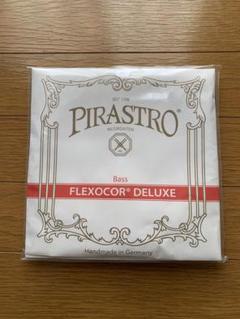 PIRASTRO
Bass
FLEXOCOR® DELUXE
Handmade in Germany